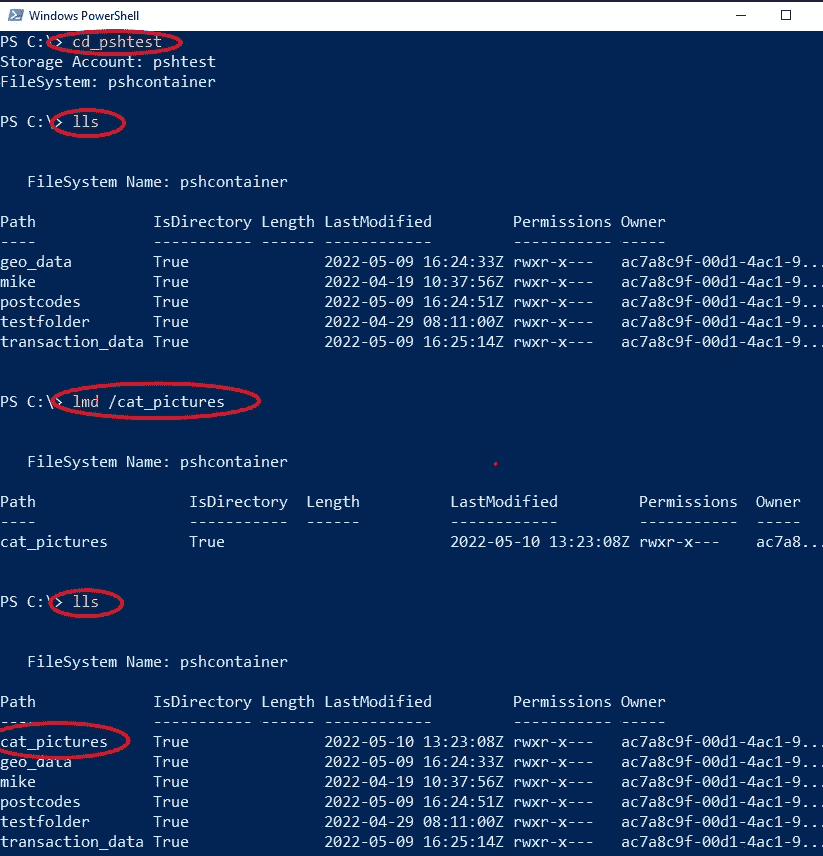 Windows PowerShell
PS C:\> cd_pshtest
Storage Account: pshtest
FileSystem: pshcontainer
PS C:\> lls
FileSystem Name: pshcontainer
Path IsDirectory Length LastModified Permissions Owner
---- ----------- ------ ------------ ----------- -----
geo_data True 2022-05-09 16:24:33Z rwxr-x--- ac7a8c9f-00d1-4ac1-9...
mike True 2022-04-19 10:37:56Z rwxr-x--- ac7a8c9f-00d1-4ac1-9...
postcodes True 2022-05-09 16:24:51Z rwxr-x--- ac7a8c9f-00d1-4ac1-9...
testfolder True 2022-04-29 08:11:00Z rwxr-x--- ac7a8c9f-00d1-4ac1-9...
transaction_data True 2022-05-09 16:25:14Z rwxr-x--- ac7a8c9f-00d1-4ac1-9...
PS C:\> lmd /cat_pictures
FileSystem Name: pshcontainer
Path IsDirectory Length LastModified Permissions Owner
---- ----------- ------ ------------ ----------- -----
cat_pictures True 2022-05-10 13:23:08Z rwxr-x--- ac7a8...
PS C:\> lls
FileSystem Name: pshcontainer
Path IsDirectory Length LastModified Permissions Owner
---- ----------- ------ ------------ ----------- -----
cat_pictures True 2022-05-10 13:23:08Z rwxr-x--- ac7a8c9f-00d1-4ac1-9...
geo_data True 2022-05-09 16:24:33Z rwxr-x--- ac7a8c9f-00d1-4ac1-9...
mike True 2022-04-19 10:37:56Z rwxr-x--- ac7a8c9f-00d1-4ac1-9...
postcodes True 2022-05-09 16:24:51Z rwxr-x--- ac7a8c9f-00d1-4ac1-9...
testfolder True 2022-04-29 08:11:00Z rwxr-x--- ac7a8c9f-00d1-4ac1-9...
transaction_data True 2022-05-09 16:25:14Z rwxr-x--- ac7a8c9f-00d1-4ac1-9...